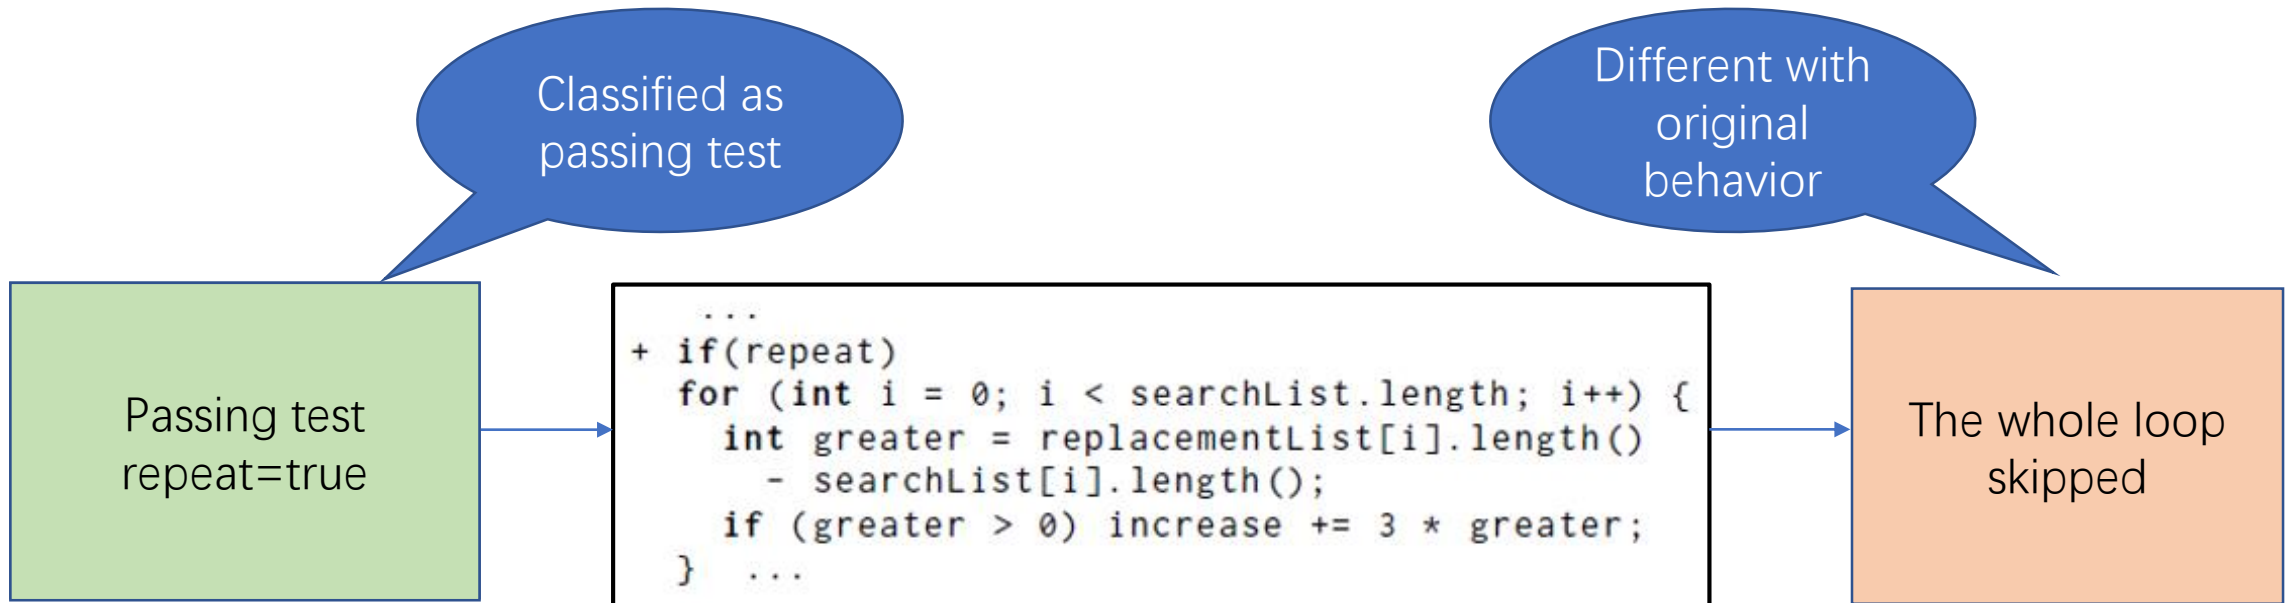 Classified as
passing test
Different with
original
behavior
Passing test
repeat=true
...
+ if(repeat)
for (int i = 0; i < searchList.length; i++) {
int greater = replacementList[i].length()
- searchList[i].length();
if (greater > 0) increase += 3 * greater;
} ...
The whole loop
skipped